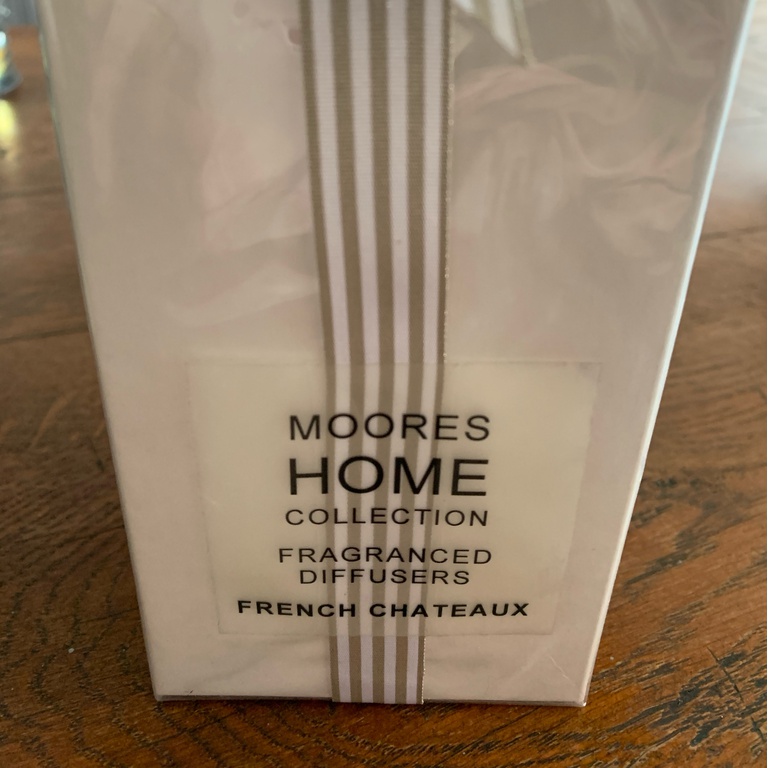 MOORES
HOME
COLLECTION
FRAGRANCED
DIFFUSERS
FRENCH CHATEAUX